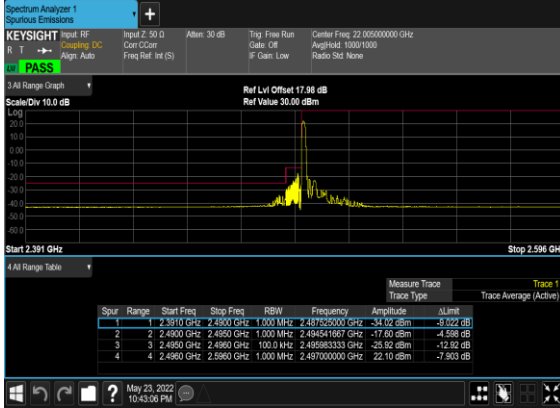 Spectrum Analyzer 1
Spurious Emissions
+
KEYSIGHT Input: RF
R T Coupling: DC
Align: Auto
Input Z: 50 Ω
Corr CCorr
Freq Ref: Int (S)
Atten: 30 dB
Trig: Free Run
Gate: Off
IF Gain: Low
Center Freq: 22.005000000 GHz
Avg|Hold: 1000/1000
Radio Std: None
PASS
3 All Range Graph
Ref Lvl Offset 17.98 dB
Scale/Div 10.0 dB Ref Value 30.00 dBm
Log
20.0
10.0
0.00
-10.0
-20.0
-30.0
-40.0
-50.0
-60.0
Start 2.391 GHz Stop 2.596 GH
4 All Range Table
Measure Trace Trace 1
Trace Type Trace Average (Active)
Spur Range Start Freq Stop Freq RBW Frequency Amplitude ΔLimit
1 1 2.3910 GHz 2.4900 GHz 1.000 MHz 2.487525000 GHz -34.02 dBm -9.022 dB
2 2 2.4900 GHz 2.4950 GHz 1.000 MHz 2.494541667 GHz -17.60 dBm -4.598 dB
3 3 2.4950 GHz 2.4960 GHz 100.0 kHz 2.495983333 GHz -25.92 dBm -12.92 dB
4 4 2.4960 GHz 2.5960 GHz 1.000 MHz 2.497000000 GHz 22.10 dBm -7.903 dB
?
May 23, 2022
10:43:06 PM